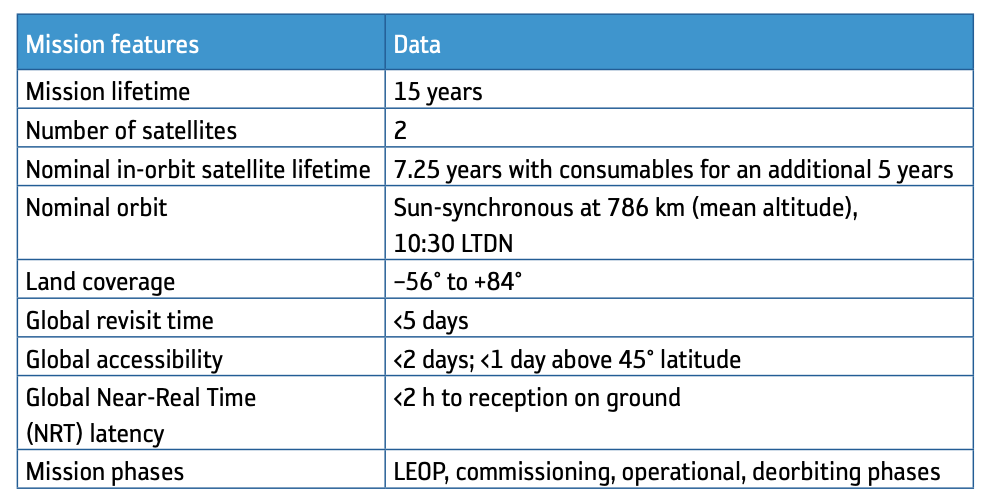 Mission features Data
Mission lifetime 15 years
Number of satellites 2
Nominal in-orbit satellite lifetime 7.25 years with consumables for an additional 5 years
Nominal orbit Sun-synchronous at 786 km (mean altitude),
10:30 LTDN
Land coverage –56° to +84°
Global revisit time <5 days
Global accessibility <2 days; <1 day above 45° latitude
Global Near-Real Time <2 h to reception on ground
(NRT) latency
Mission phases LEOP, commissioning, operational, deorbiting phases